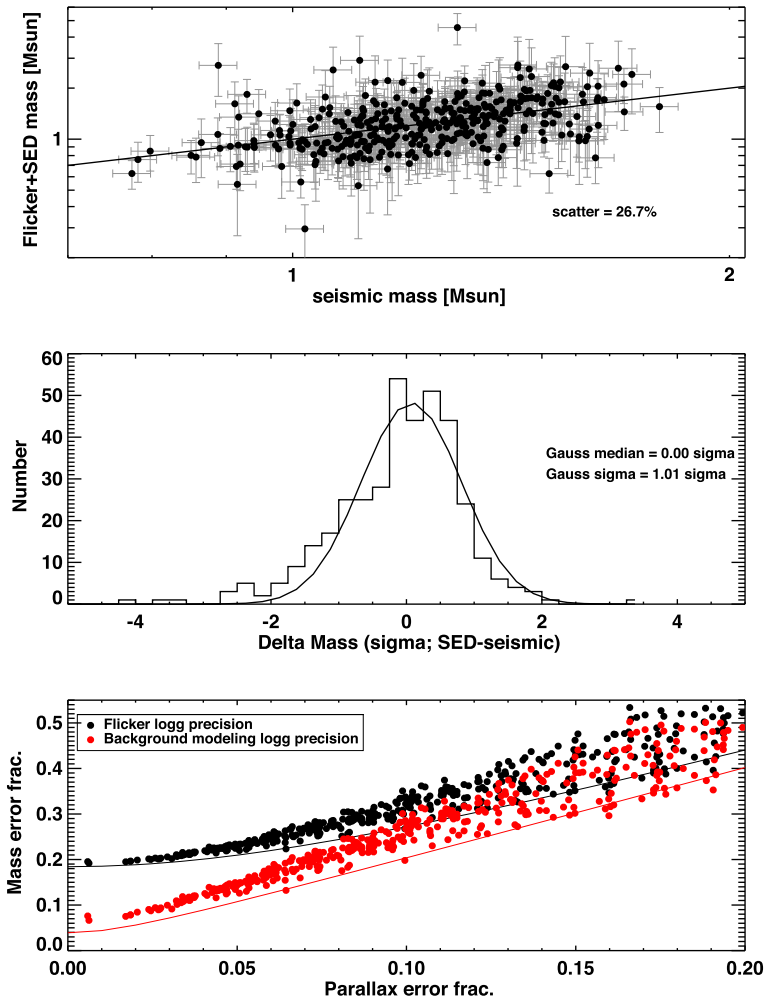 Flicker+SED mass [Msun]
1
scatter = 26.7%
1
2
seismic mass [Msun]
60
50
40
30
20
10
0
Number
Gauss median = 0.00 sigma
Gauss sigma = 1.01 sigma
-4
-2
0
2
4
Delta Mass (sigma; SED-seismic)
0.5
0.4
0.3
0.2
0.1
0.0
Mass error frac.
Flicker logg precision
Background modeling logg precision
0.00
0.05
0.10
0.15
0.20
Parallax error frac.